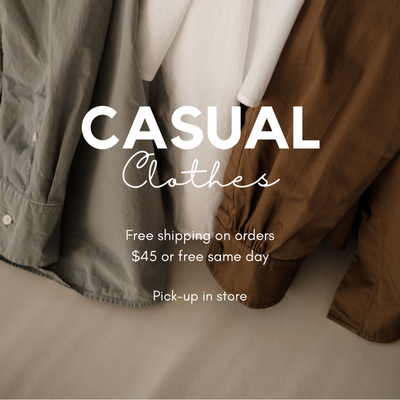 CASUAL
Clothes
Free shipping on orders
$45 or free same day
Pick-up in store